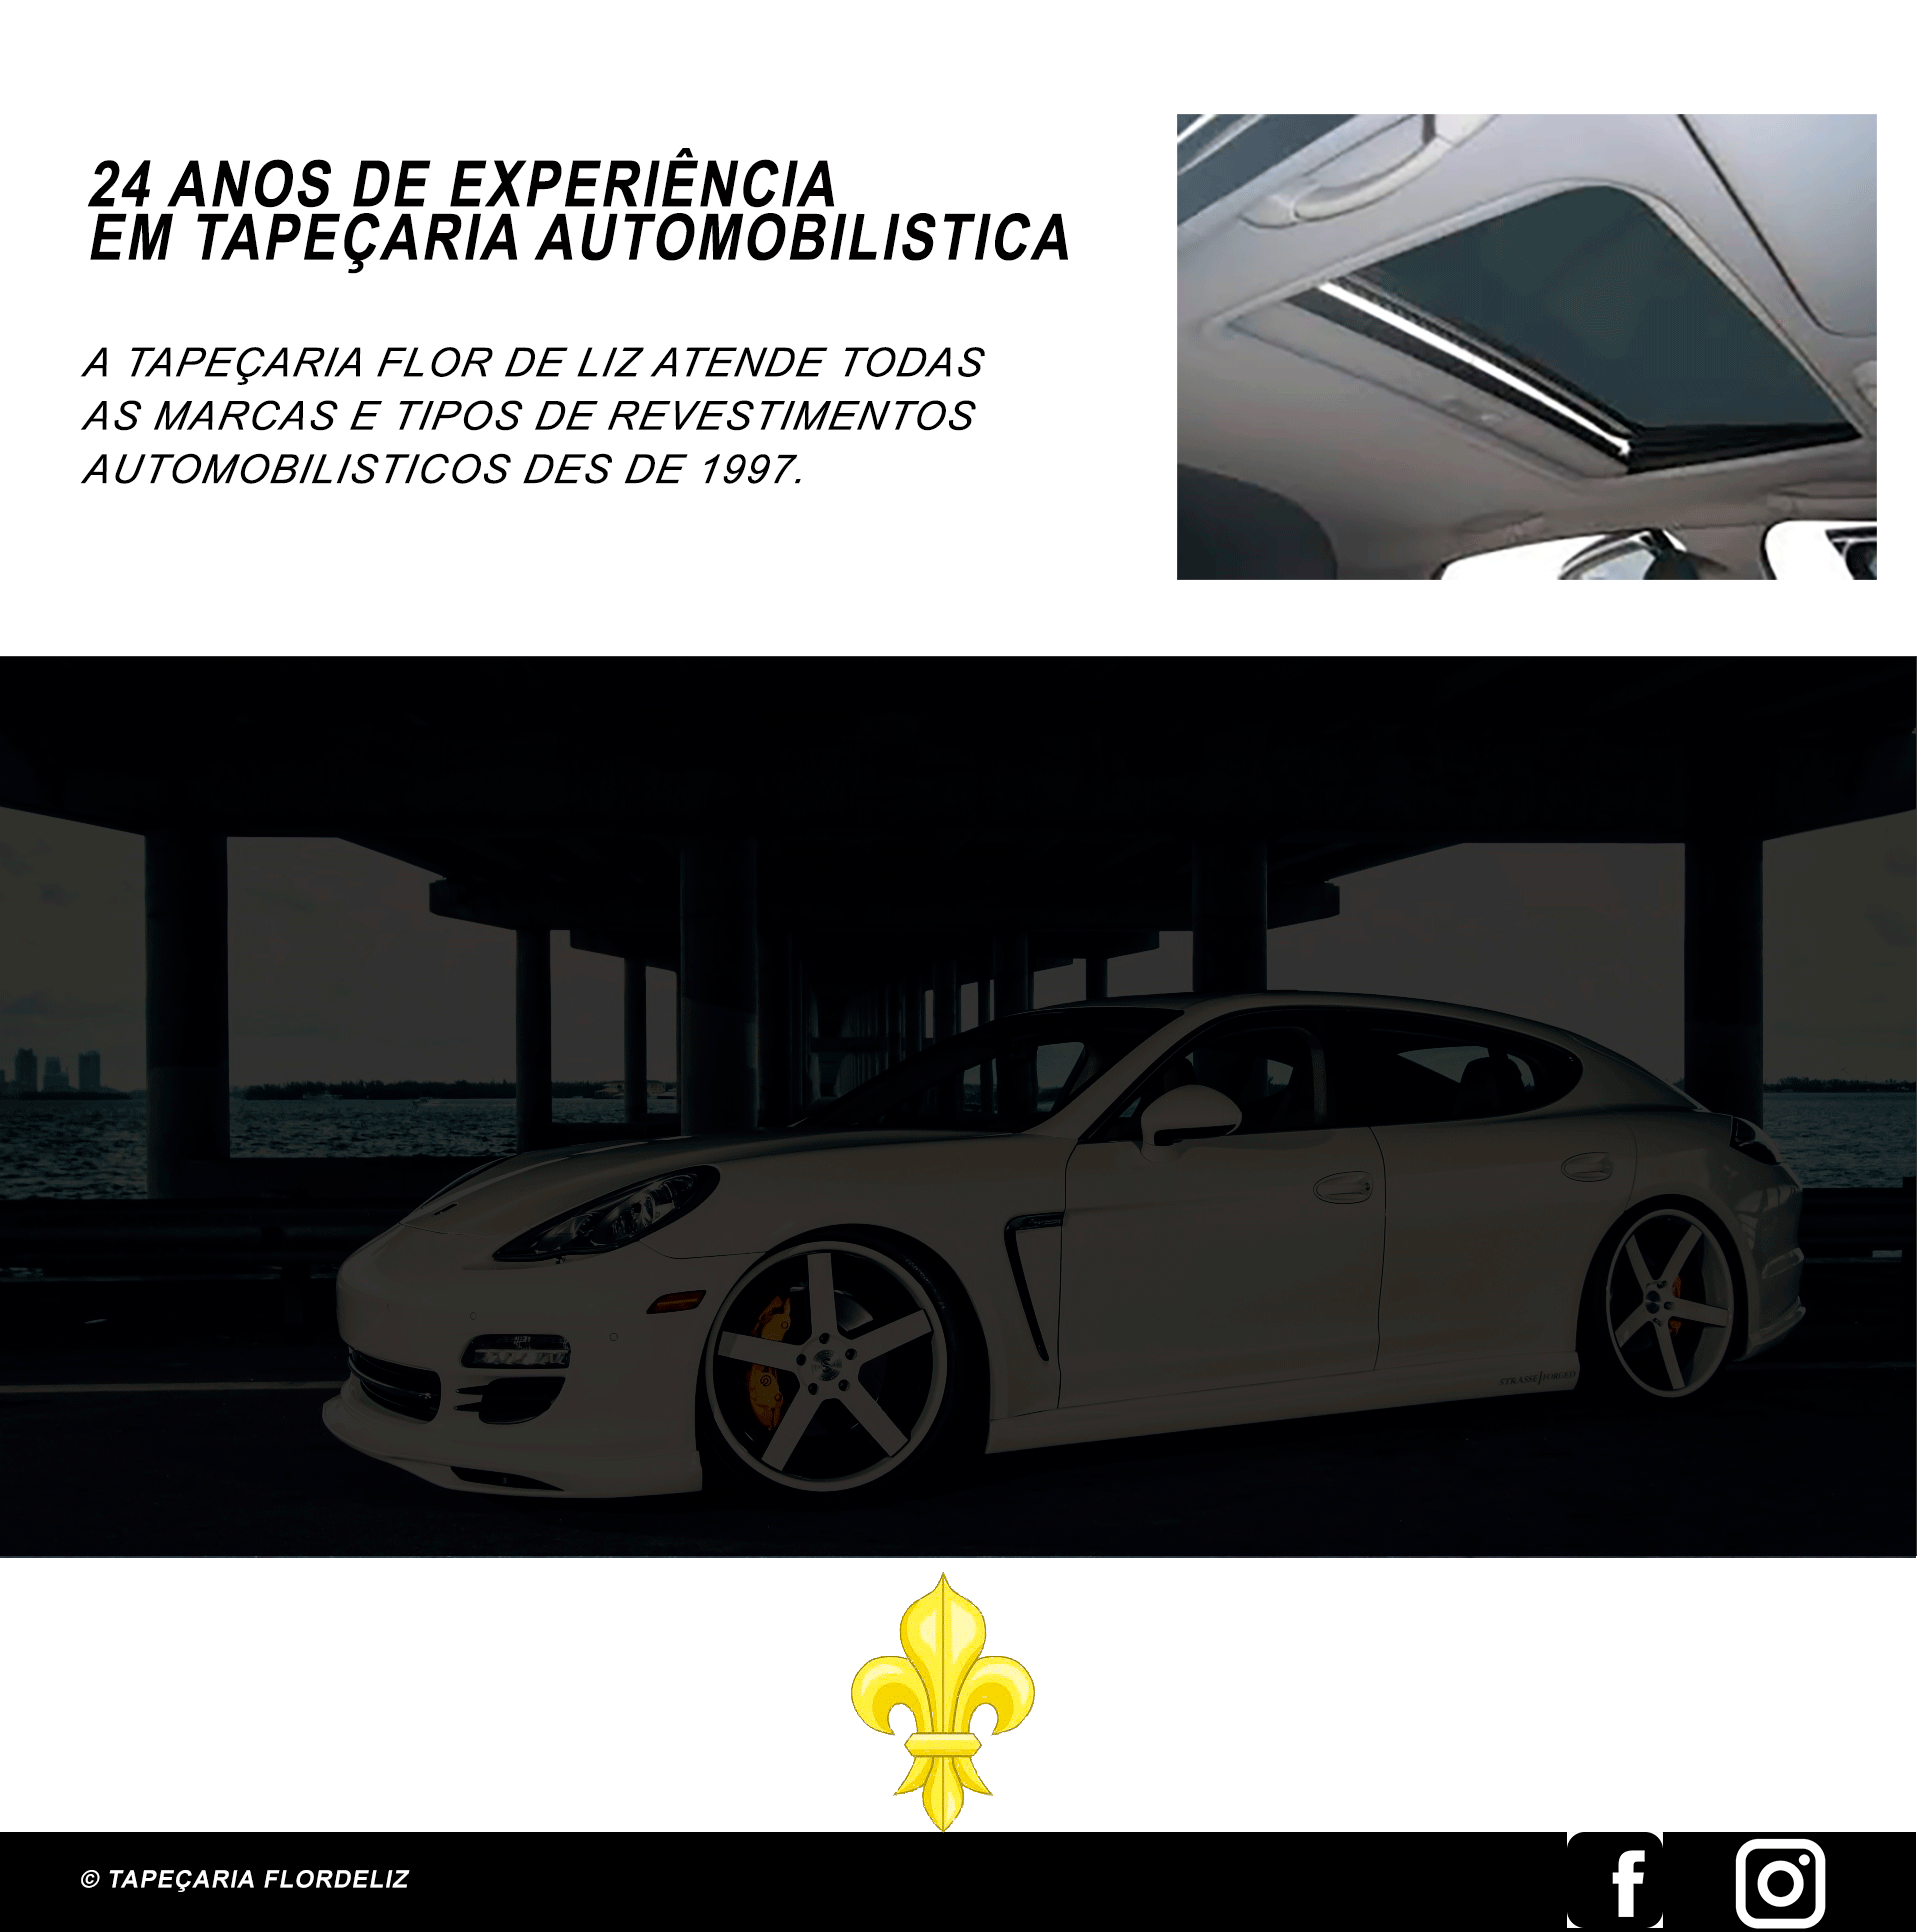 24 ANOS DE EXPERIÊNCIA
EM TAPEÇARIA AUTOMOBILISTICA
A TAPEÇARIA FLOR DE LIZ ATENDE TODAS
AS MARCAS E TIPOS DE REVESTIMENTOS
AUTOMOBILISTICOS DES DE 1997.
STRASSE
© TAPEÇARIA FLORDELIZ